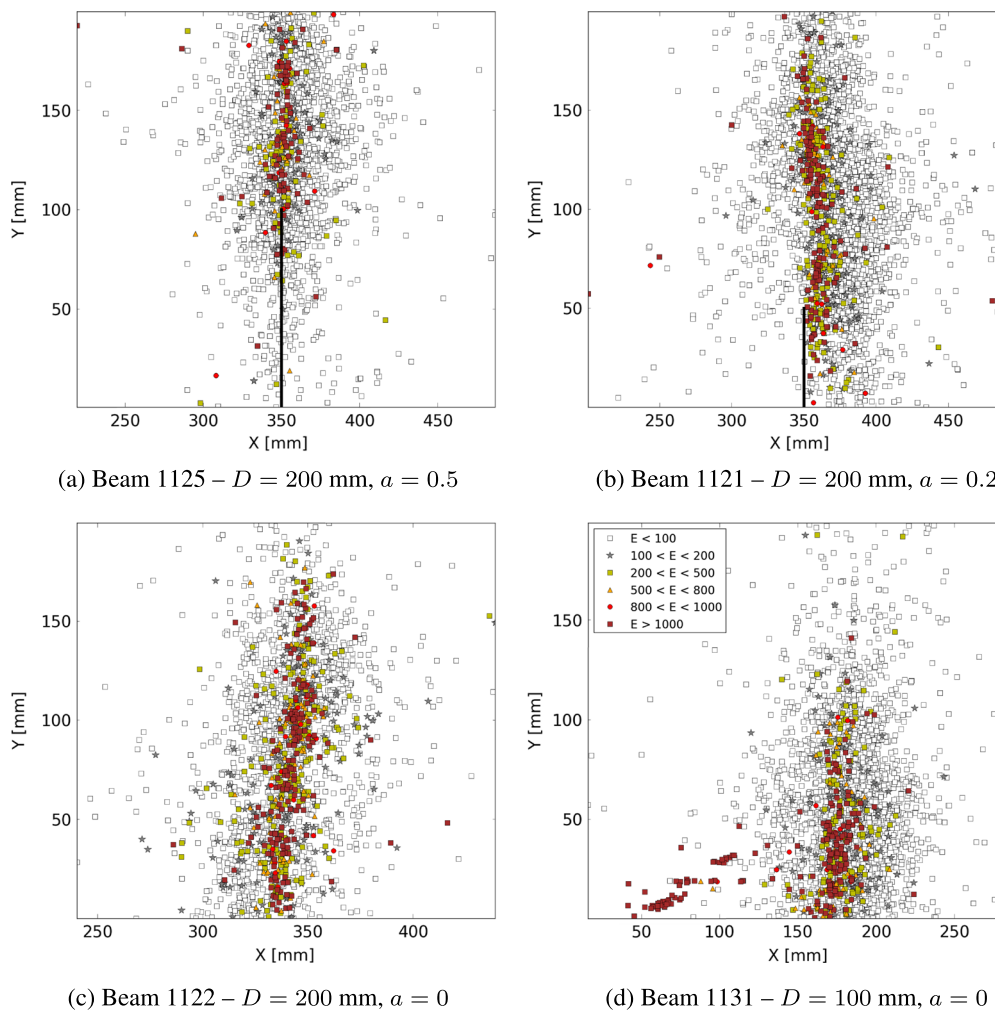 Y [mm]
150
100
50
250
300
350
400
450
X [mm]
(a) Beam 1125 – D = 200 mm, a = 0.5
Y [mm]
150
100
50
250
300
350
400
450
X [mm]
(b) Beam 1121 – D = 200 mm, a = 0.2
Y [mm]
150
100
50
250
300
350
400
X [mm]
(c) Beam 1122 – D = 200 mm, a = 0
Y [mm]
150
100
50
50
100
150
200
250
X [mm]
E < 100
100 < E < 200
200 < E < 500
500 < E < 800
800 < E < 1000
E > 1000
(d) Beam 1131 – D = 100 mm, a = 0